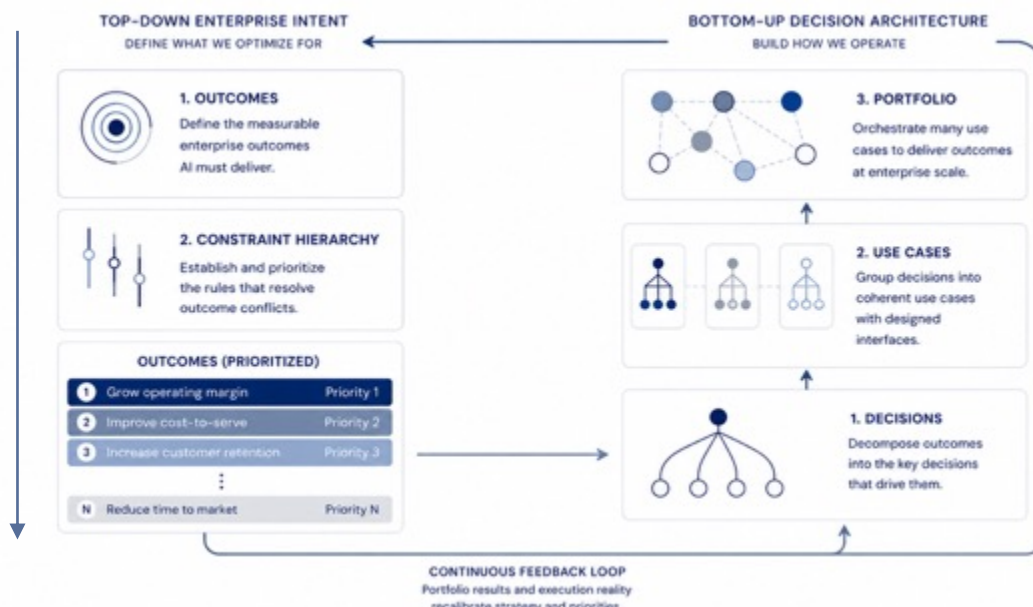 TOP-DOWN ENTERPRISE INTENT
DEFINE WHAT WE OPTIMIZE FOR
1. OUTCOMES
Define the measurable
enterprise outcomes
AI must deliver.
2. CONSTRAINT HIERARCHY
Establish and prioritize
the rules that resolve
outcome conflicts.
OUTCOMES (PRIORITIZED)
1 Grow operating margin Priority 1
2 Improve cost-to-serve Priority 2
3 Increase customer retention Priority 3
⋮
N Reduce time to market Priority N
BOTTOM-UP DECISION ARCHITECTURE
BUILD HOW WE OPERATE
3. PORTFOLIO
Orchestrate many use
cases to deliver outcomes
at enterprise scale.
2. USE CASES
Group decisions into
coherent use cases
with designed
interfaces.
1. DECISIONS
Decompose outcomes
into the key decisions
that drive them.
CONTINUOUS FEEDBACK LOOP
Portfolio results and execution reality
recalibrate strategy and priorities